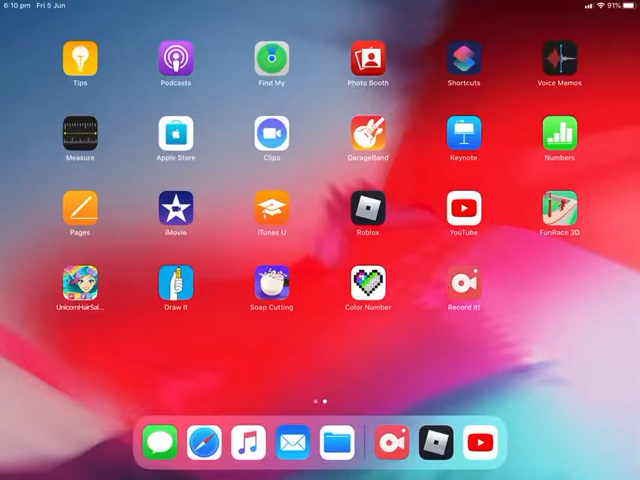 6:10 pm Fri 5 Jun 91%
Tips Podcasts Find My Photo Booth Shortcuts Voice Memos
Measure Apple Store Clips GarageBand Keynote Numbers
Pages iMovie iTunes U Roblox YouTube FunRace 3D
UnicornHairSal... Draw It Soap Cutting Color Number Record it!